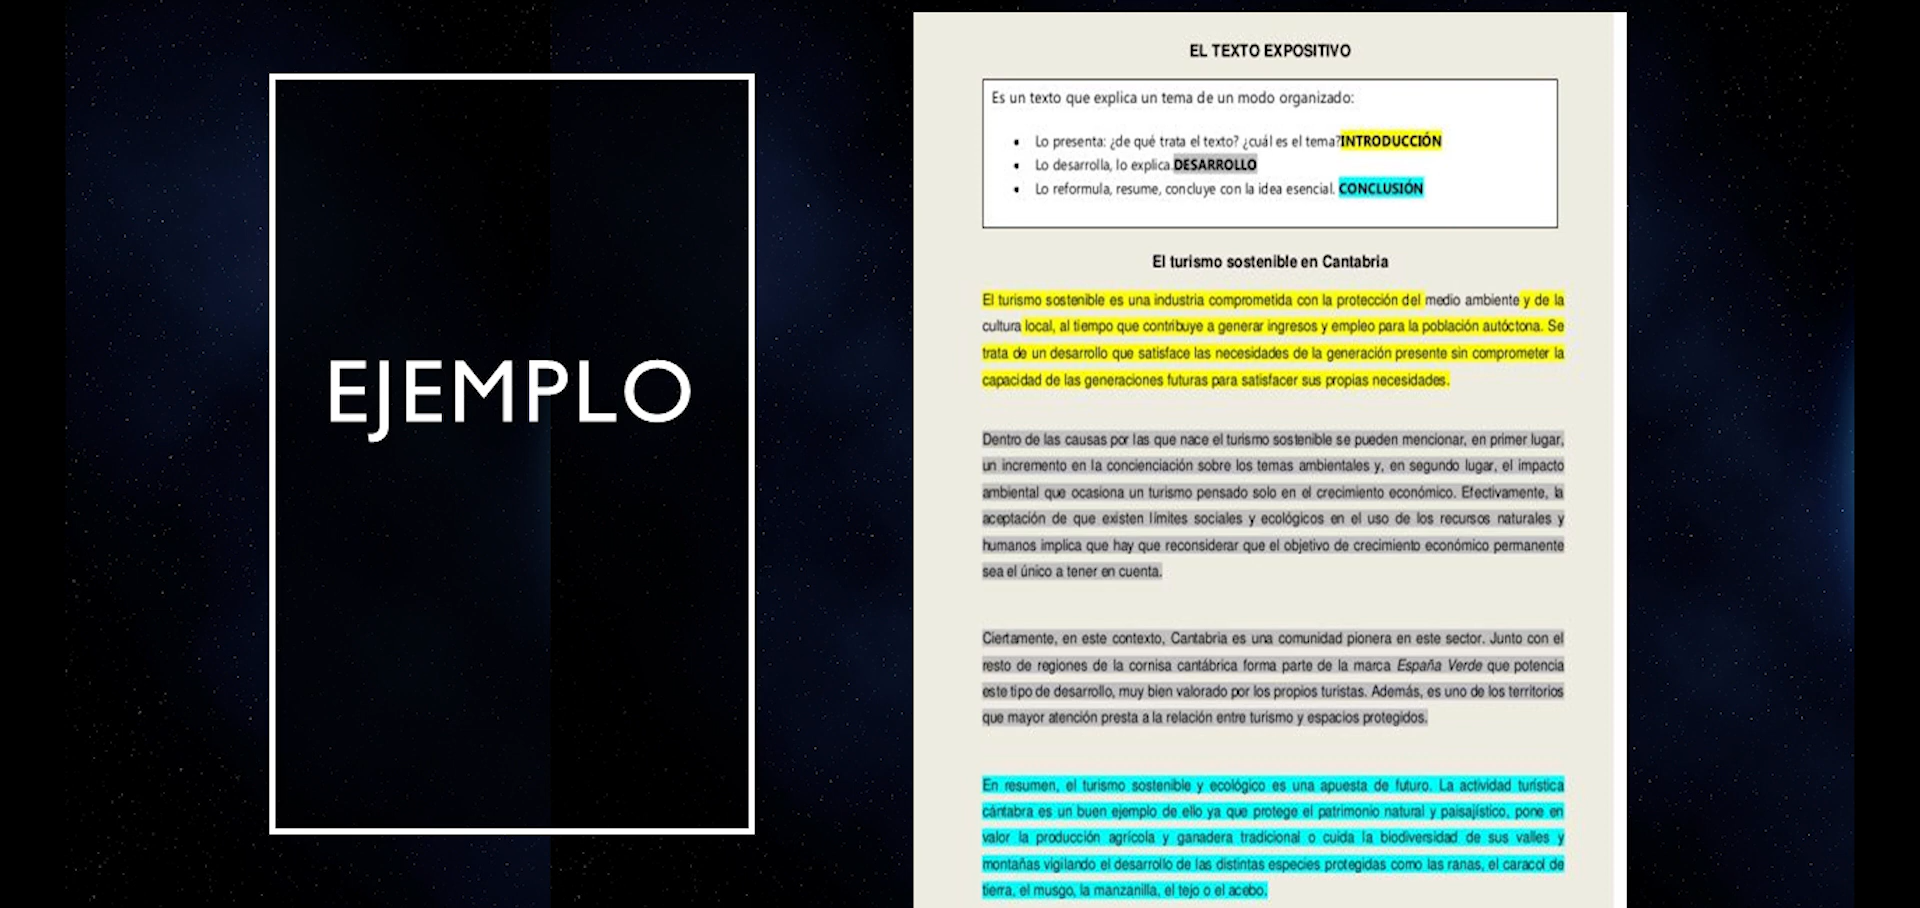 EJEMPLO
EL TEXTO EXPOSITIVO
Es un texto que explica un tema de un modo organizado:
• Lo presenta: ¿de qué trata el texto? ¿cuál es el tema?INTRODUCCIÓN
• Lo desarrolla, lo explica.DESARROLLO
• Lo reformula, resume, concluye con la idea esencial. CONCLUSIÓN
El turismo sostenible en Cantabria
El turismo sostenible es una industria comprometida con la protección del medio ambiente y de la
cultura local, al tiempo que contribuye a generar ingresos y empleo para la población autóctona. Se
trata de un desarrollo que satisface las necesidades de la generación presente sin comprometer la
capacidad de las generaciones futuras para satisfacer sus propias necesidades.
Dentro de las causas por las que nace el turismo sostenible se pueden mencionar, en primer lugar,
un incremento en la concienciación sobre los temas ambientales y, en segundo lugar, el impacto
ambiental que ocasiona un turismo pensado solo en el crecimiento económico. Efectivamente, la
aceptación de que existen límites sociales y ecológicos en el uso de los recursos naturales y
humanos implica que hay que reconsiderar que el objetivo de crecimiento económico permanente
sea el único a tener en cuenta.
Ciertamente, en este contexto, Cantabria es una comunidad pionera en este sector. Junto con el
resto de regiones de la cornisa cantábrica forma parte de la marca España Verde que potencia
este tipo de desarrollo, muy bien valorado por los propios turistas. Además, es uno de los territorios
que mayor atención presta a la relación entre turismo y espacios protegidos.
En resumen, el turismo sostenible y ecológico es una apuesta de futuro. La actividad turística
cántabra es un buen ejemplo de ello ya que protege el patrimonio natural y paisajístico, pone en
valor la producción agrícola y ganadera tradicional o cuida la biodiversidad de sus valles y
montañas vigilando el desarrollo de las distintas especies protegidas como las ranas, el caracol de
tierra, el musgo, la manzanilla, el tejo o el acebo.